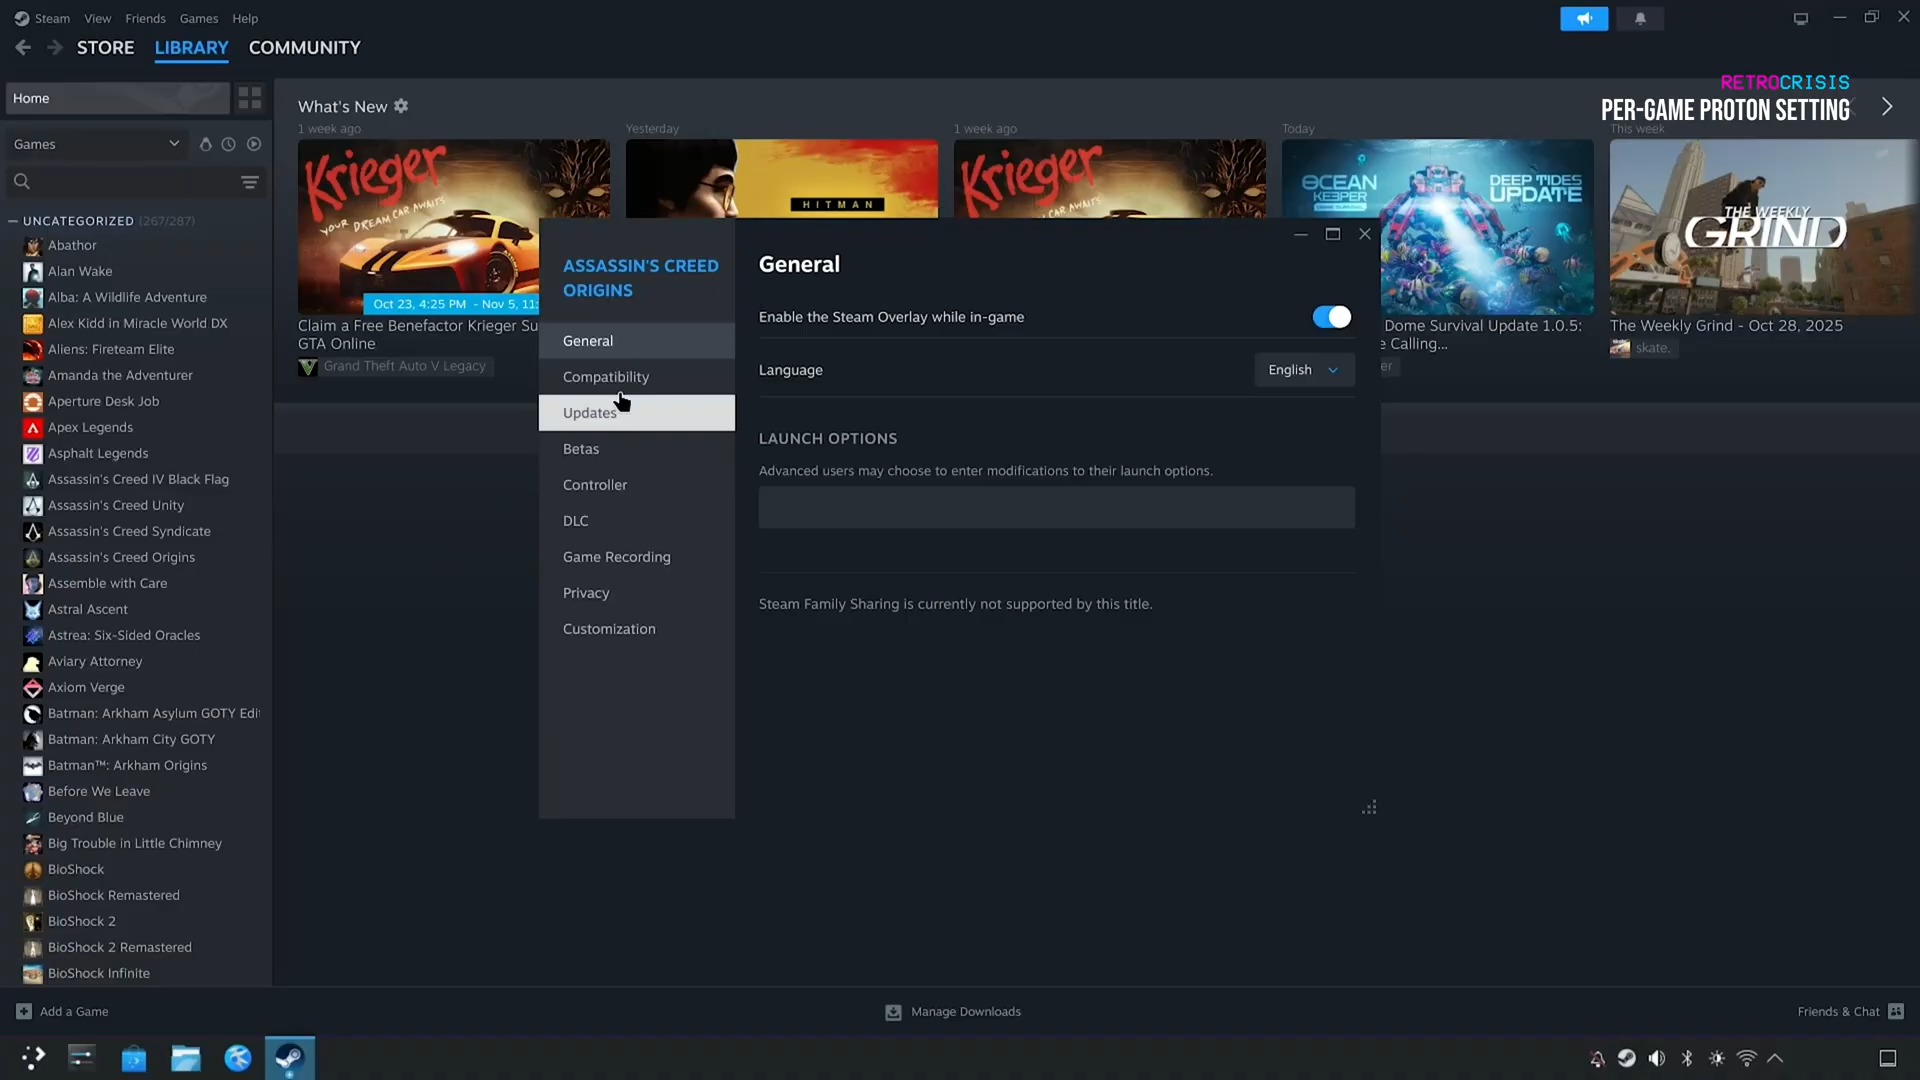 Steam View Friends Games Help
STORE LIBRARY COMMUNITY
RETROCRISIS
PER-GAME PROTON SETTING
Home
Games
UNCATEGORIZED (267/287)
Abathor
Alan Wake
Alba: A Wildlife Adventure
Alex Kidd in Miracle World DX
Aliens: Fireteam Elite
Amanda the Adventurer
Aperture Desk Job
Apex Legends
Asphalt Legends
Assassin's Creed IV Black Flag
Assassin's Creed Unity
Assassin's Creed Syndicate
Assassin's Creed Origins
Assemble with Care
Astral Ascent
Astrea: Six-Sided Oracles
Aviary Attorney
Axiom Verge
Batman: Arkham Asylum GOTY Edi
Batman: Arkham City GOTY
Batman™: Arkham Origins
Before We Leave
Beyond Blue
Big Trouble in Little Chimney
BioShock
BioShock Remastered
BioShock 2
BioShock 2 Remastered
BioShock Infinite
What's New
1 week ago
Krieger
YOUR DREAM CAR AWAITS
Oct 23, 4:25 PM - Nov 5, 11:
Claim a Free Benefactor Krieger Su
GTA Online
Grand Theft Auto V Legacy
Yesterday
HITMAN
1 week ago
Krieger
YOUR DREAM CAR AWAITS
Today
OCEAN
KEEPER
DEEP TIDES
UPDATE
Dome Survival Update 1.0.5:
e Calling...
er
This week
THE WEEKLY
GRIND
The Weekly Grind - Oct 28, 2025
skate.
ASSASSIN'S CREED
ORIGINS
General
Compatibility
Updates
Betas
Controller
DLC
Game Recording
Privacy
Customization
General
Enable the Steam Overlay while in-game
Language English
LAUNCH OPTIONS
Advanced users may choose to enter modifications to their launch options.
Steam Family Sharing is currently not supported by this title.
Add a Game
Manage Downloads
Friends & Chat